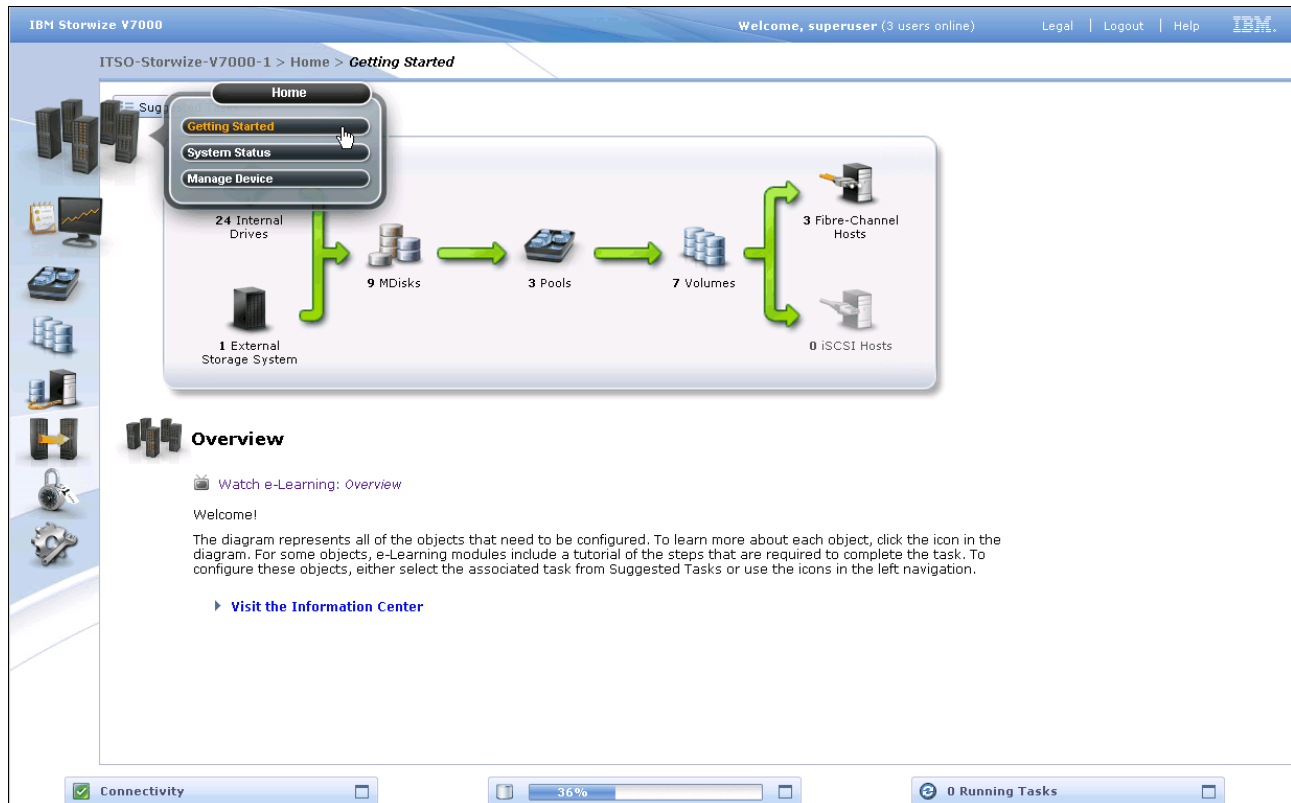 IBM Storwize V7000
Welcome, superuser (3 users online)
Legal | Logout | Help
IBM.
ITSO-Storwize-V7000-1 > Home > Getting Started
Home
Getting Started
System Status
Manage Device
24 Internal
Drives
1 External
Storage System
9 MDisks
3 Pools
7 Volumes
3 Fibre-Channel
Hosts
0 iSCSI Hosts
Overview
Watch e-Learning: Overview
Welcome!
The diagram represents all of the objects that need to be configured. To learn more about each object, click the icon in the
diagram. For some objects, e-Learning modules include a tutorial of the steps that are required to complete the task. To
configure these objects, either select the associated task from Suggested Tasks or use the icons in the left navigation.
Visit the Information Center
Connectivity
36%
0 Running Tasks